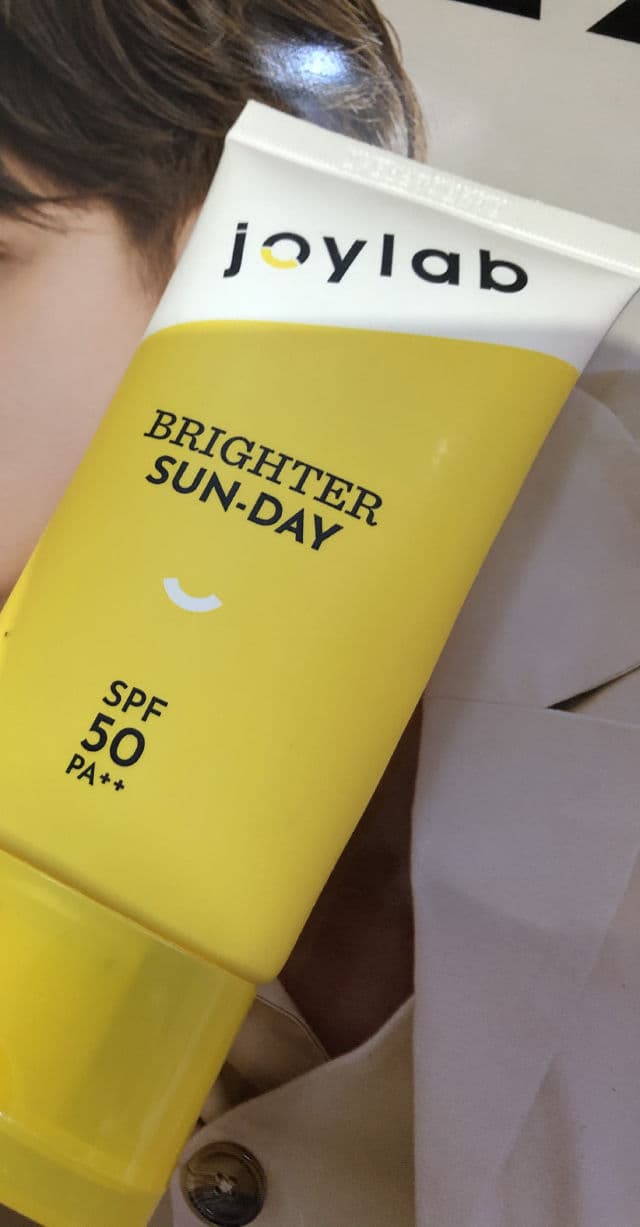 joylab
BRIGHTER
SUN-DAY
SPF
50
PA++